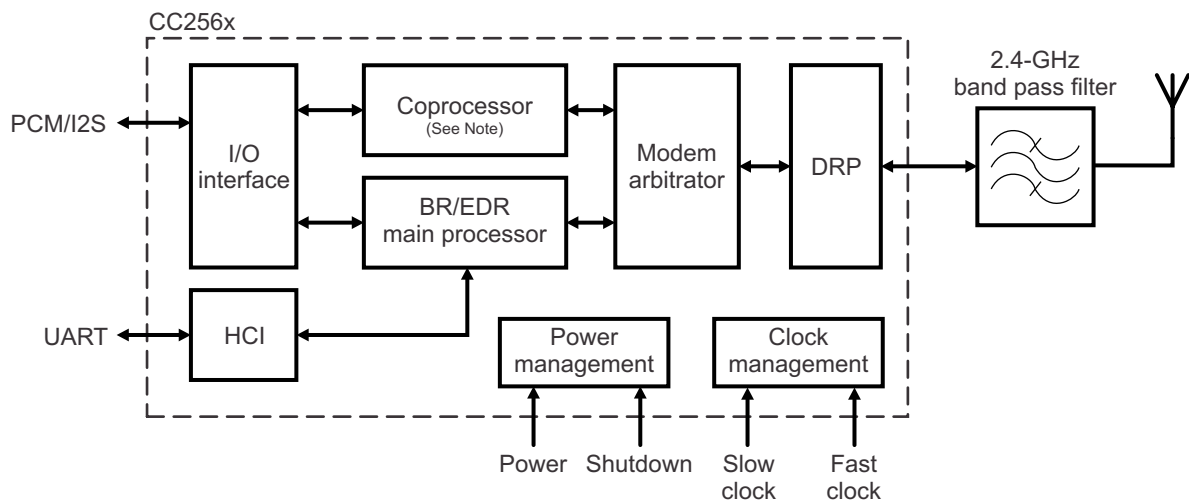 CC256x
2.4-GHz
band pass filter
PCM/I2S
I/O
interface
Coprocessor
(See Note)
BR/EDR
main processor
Modem
arbitrator
DRP
UART
HCI
Power
management
Clock
management
Power
Shutdown
Slow
clock
Fast
clock